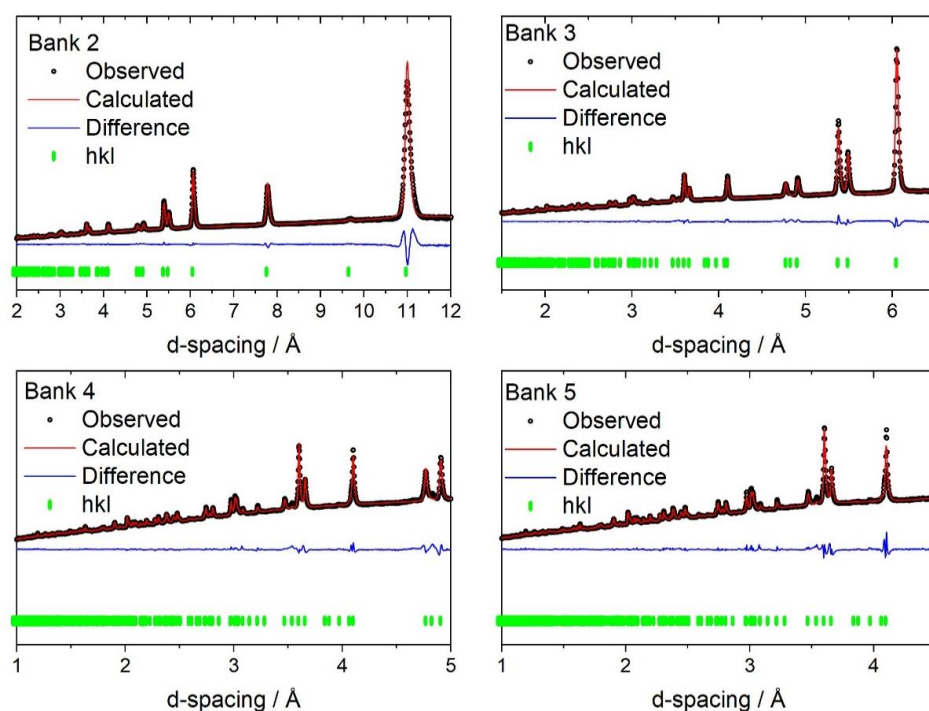 Bank 2
Observed
Calculated
Difference
hkl
2 3 4 5 6 7 8 9 10 11 12
d-spacing / Å
Bank 3
Observed
Calculated
Difference
hkl
2 3 4 5 6
d-spacing / Å
Bank 4
Observed
Calculated
Difference
hkl
1 2 3 4 5
d-spacing / Å
Bank 5
Observed
Calculated
Difference
hkl
1 2 3 4
d-spacing / Å